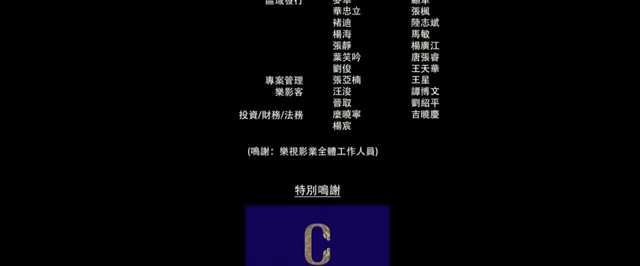 華忠立 張楓
褚迪 陸志斌
楊海 馬敏
張靜 楊廣江
葉笑吟 唐張睿
劉俊 王天華
專案管理 張亞楠 王星
樂影客 汪浚 譚博文
晉取 劉紹平
投資/財務/法務 麼曉寧 吉曉慶
楊宸
(鳴謝：樂視影業全體工作人員)
特別鳴謝
C